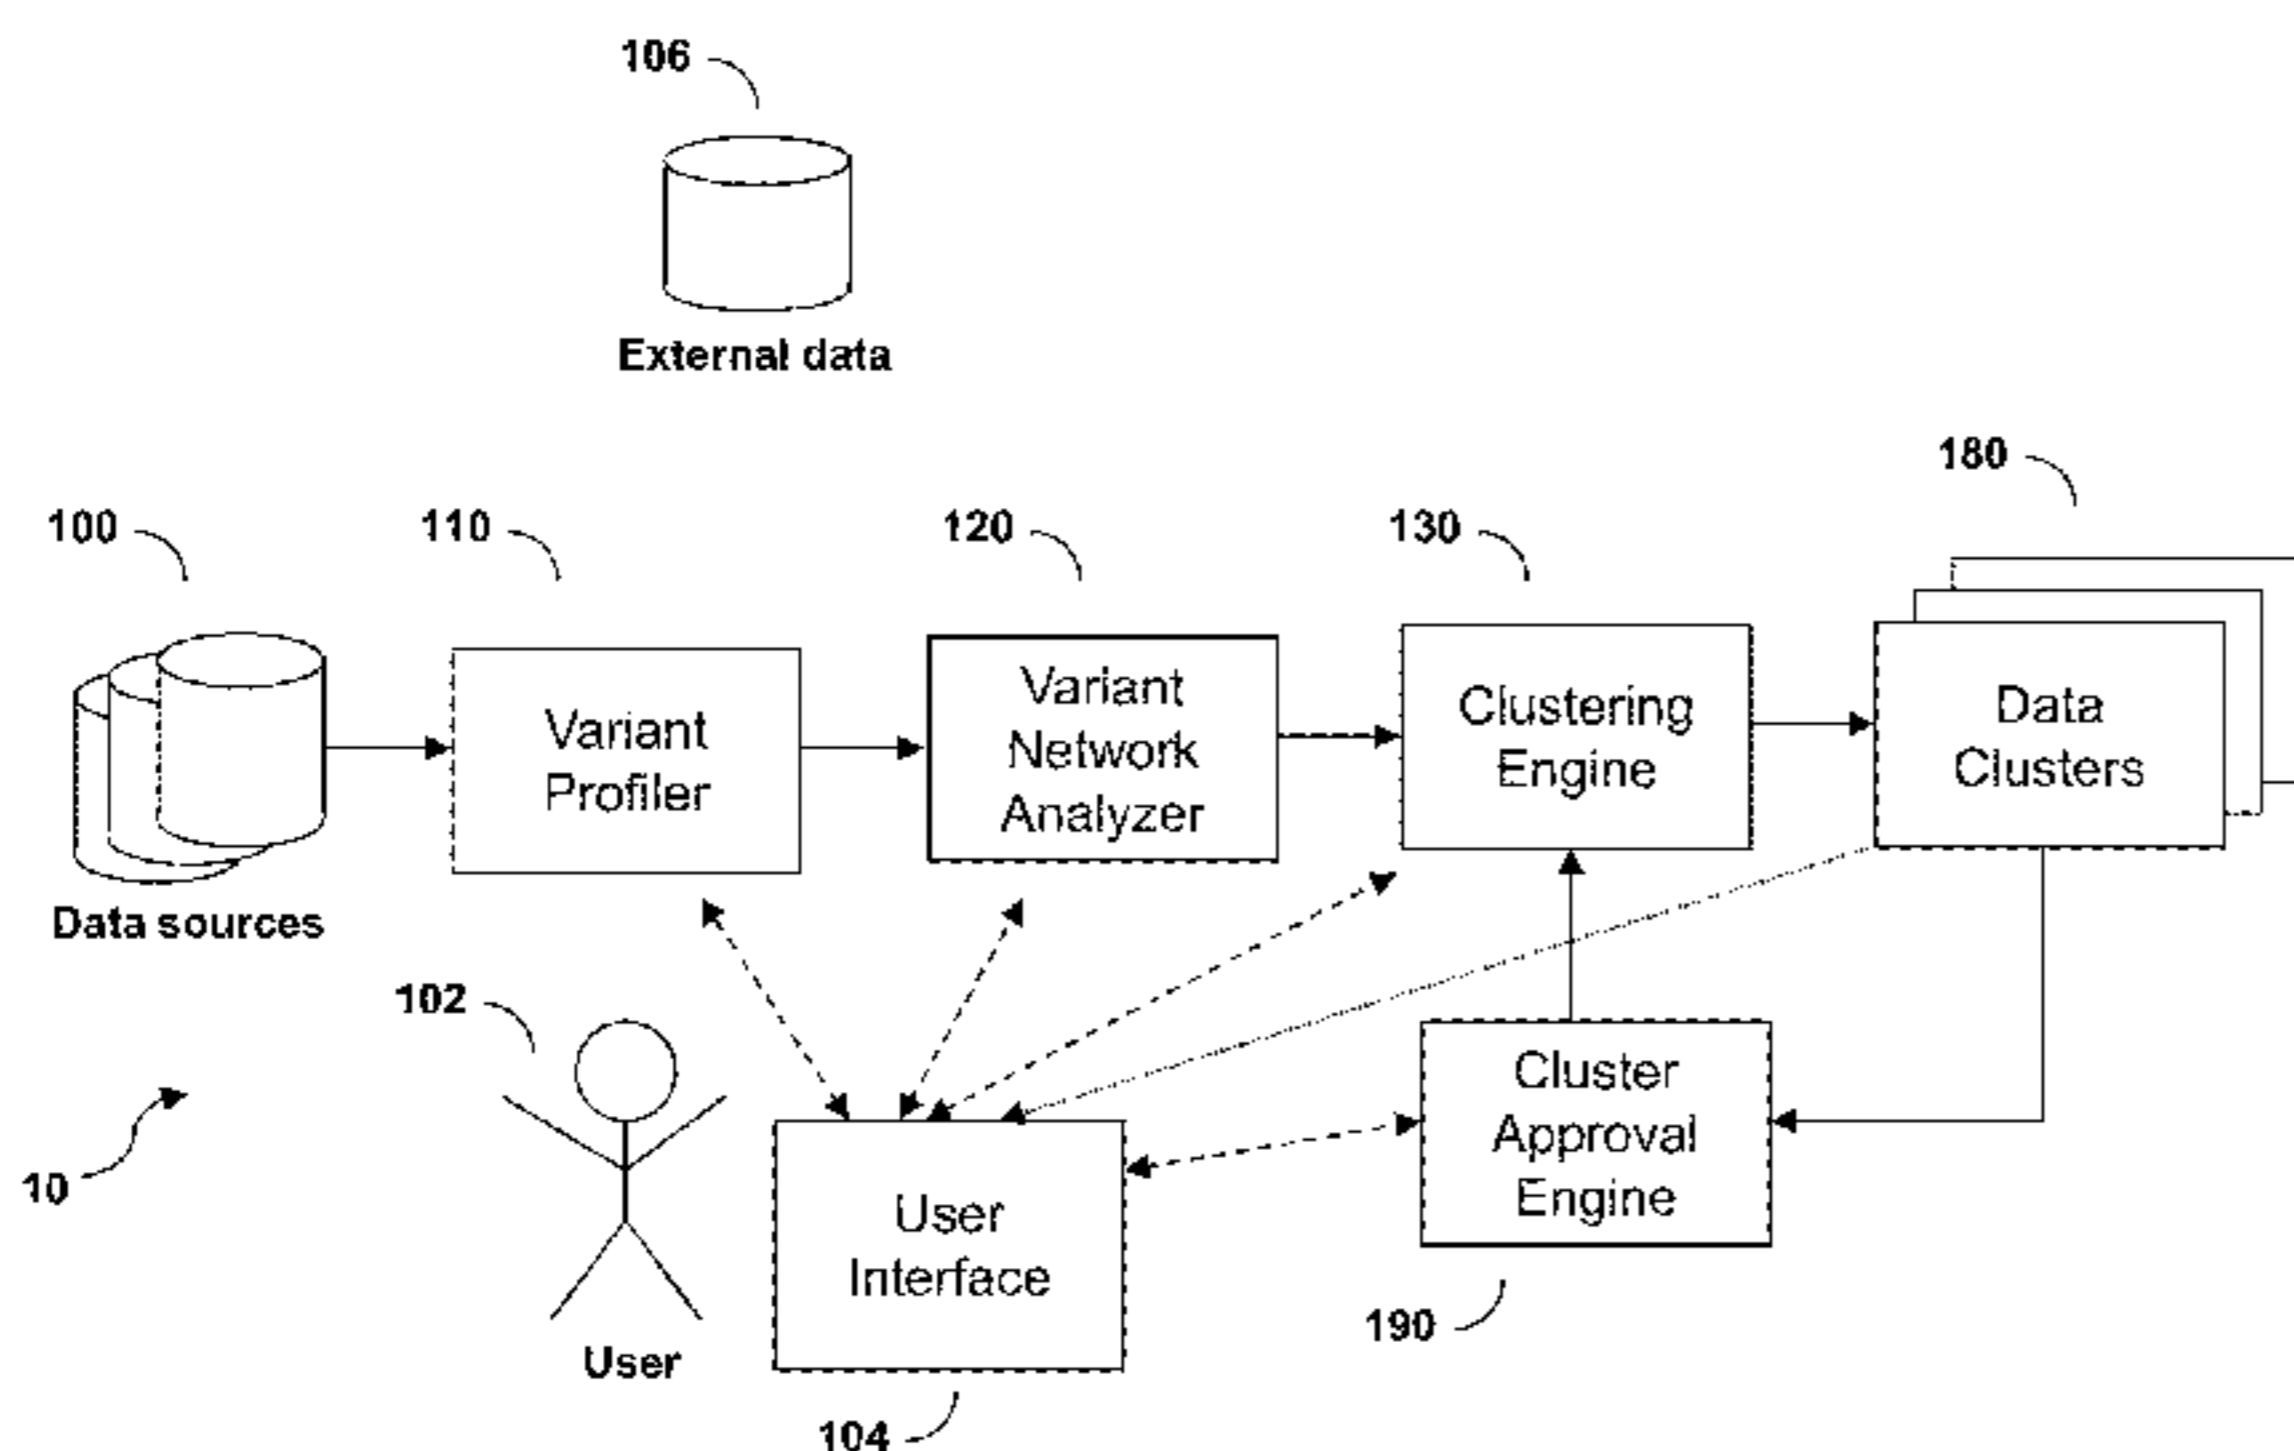 106
External data
180
100
110
120
130
Variant
Profiler
Variant
Network
Analyzer
Clustering
Engine
Data
Clusters
Data sources
102
10
User
User
Interface
104
Cluster
Approval
Engine
190